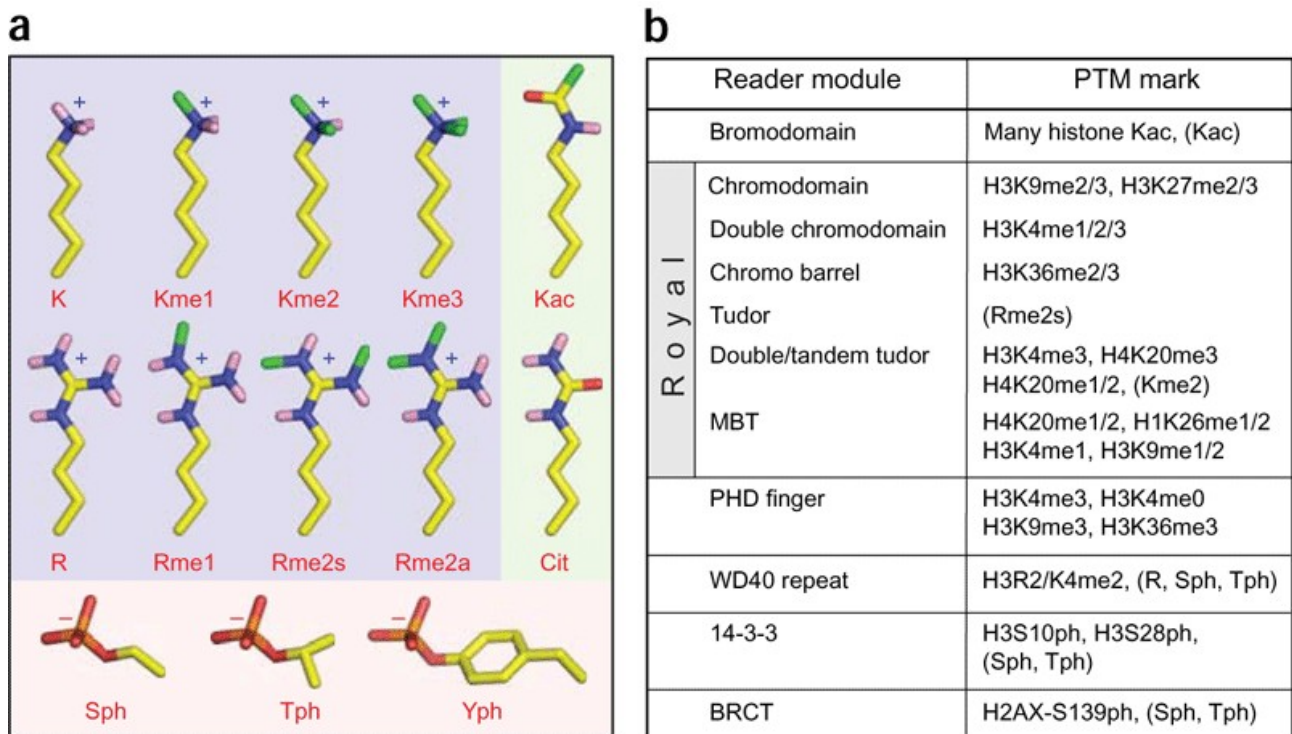 a
+ + + +
K Kme1 Kme2 Kme3 Kac
+ + + +
R Rme1 Rme2s Rme2a Cit
− − −
Sph Tph Yph
b
Reader module PTM mark
Bromodomain Many histone Kac, (Kac)
Royal
Chromodomain H3K9me2/3, H3K27me2/3
Double chromodomain H3K4me1/2/3
Chromo barrel H3K36me2/3
Tudor (Rme2s)
Double/tandem tudor H3K4me3, H4K20me3
H4K20me1/2, (Kme2)
MBT H4K20me1/2, H1K26me1/2
H3K4me1, H3K9me1/2
PHD finger H3K4me3, H3K4me0
H3K9me3, H3K36me3
WD40 repeat H3R2/K4me2, (R, Sph, Tph)
14-3-3 H3S10ph, H3S28ph,
(Sph, Tph)
BRCT H2AX-S139ph, (Sph, Tph)